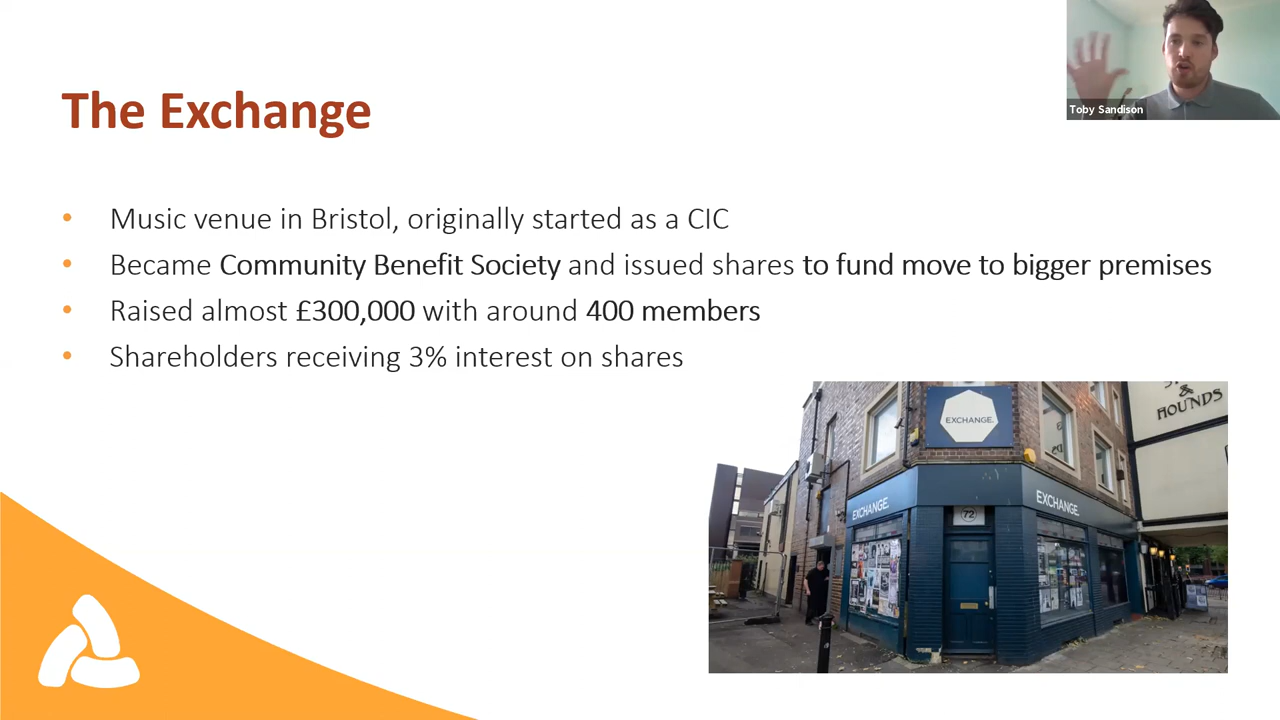 Toby Sandison
The Exchange
• Music venue in Bristol, originally started as a CIC
• Became Community Benefit Society and issued shares to fund move to bigger premises
• Raised almost £300,000 with around 400 members
• Shareholders receiving 3% interest on shares
&
HOUNDS
EXCHANGE.
EXCHANGE.
EXCHANGE.
72